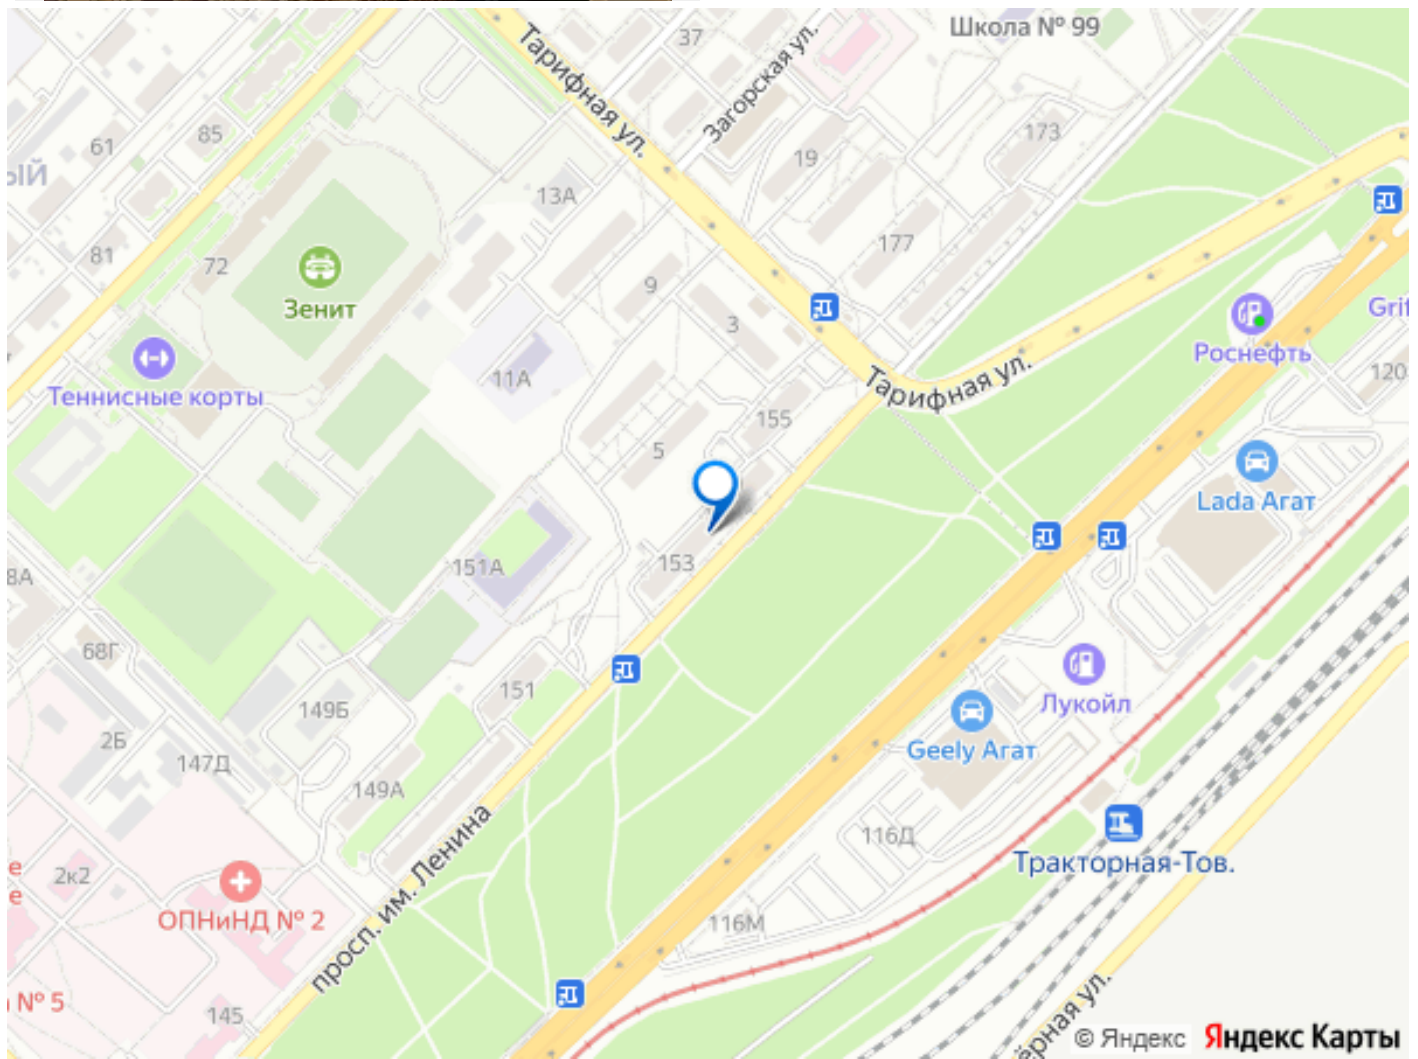 Школа № 99
37
Тарифная ул.
Загорская ул.
85
61
173
19
ЫЙ
13А
177
81
72
9
Зенит
3
Grif
Роснефть
120
Теннисные корты
11А
Тарифная ул.
155
5
Lada Агат
153
151А
8А
68Г
151
149Б
Лукойл
2Б
147Д
Geely Агат
149А
просп. им. Ленина
116Д
Тракторная-Тов.
е
е
2к2
ОПНиНД № 2
116М
№ 5
145
ёрная ул.
© Яндекс Яндекс Карты